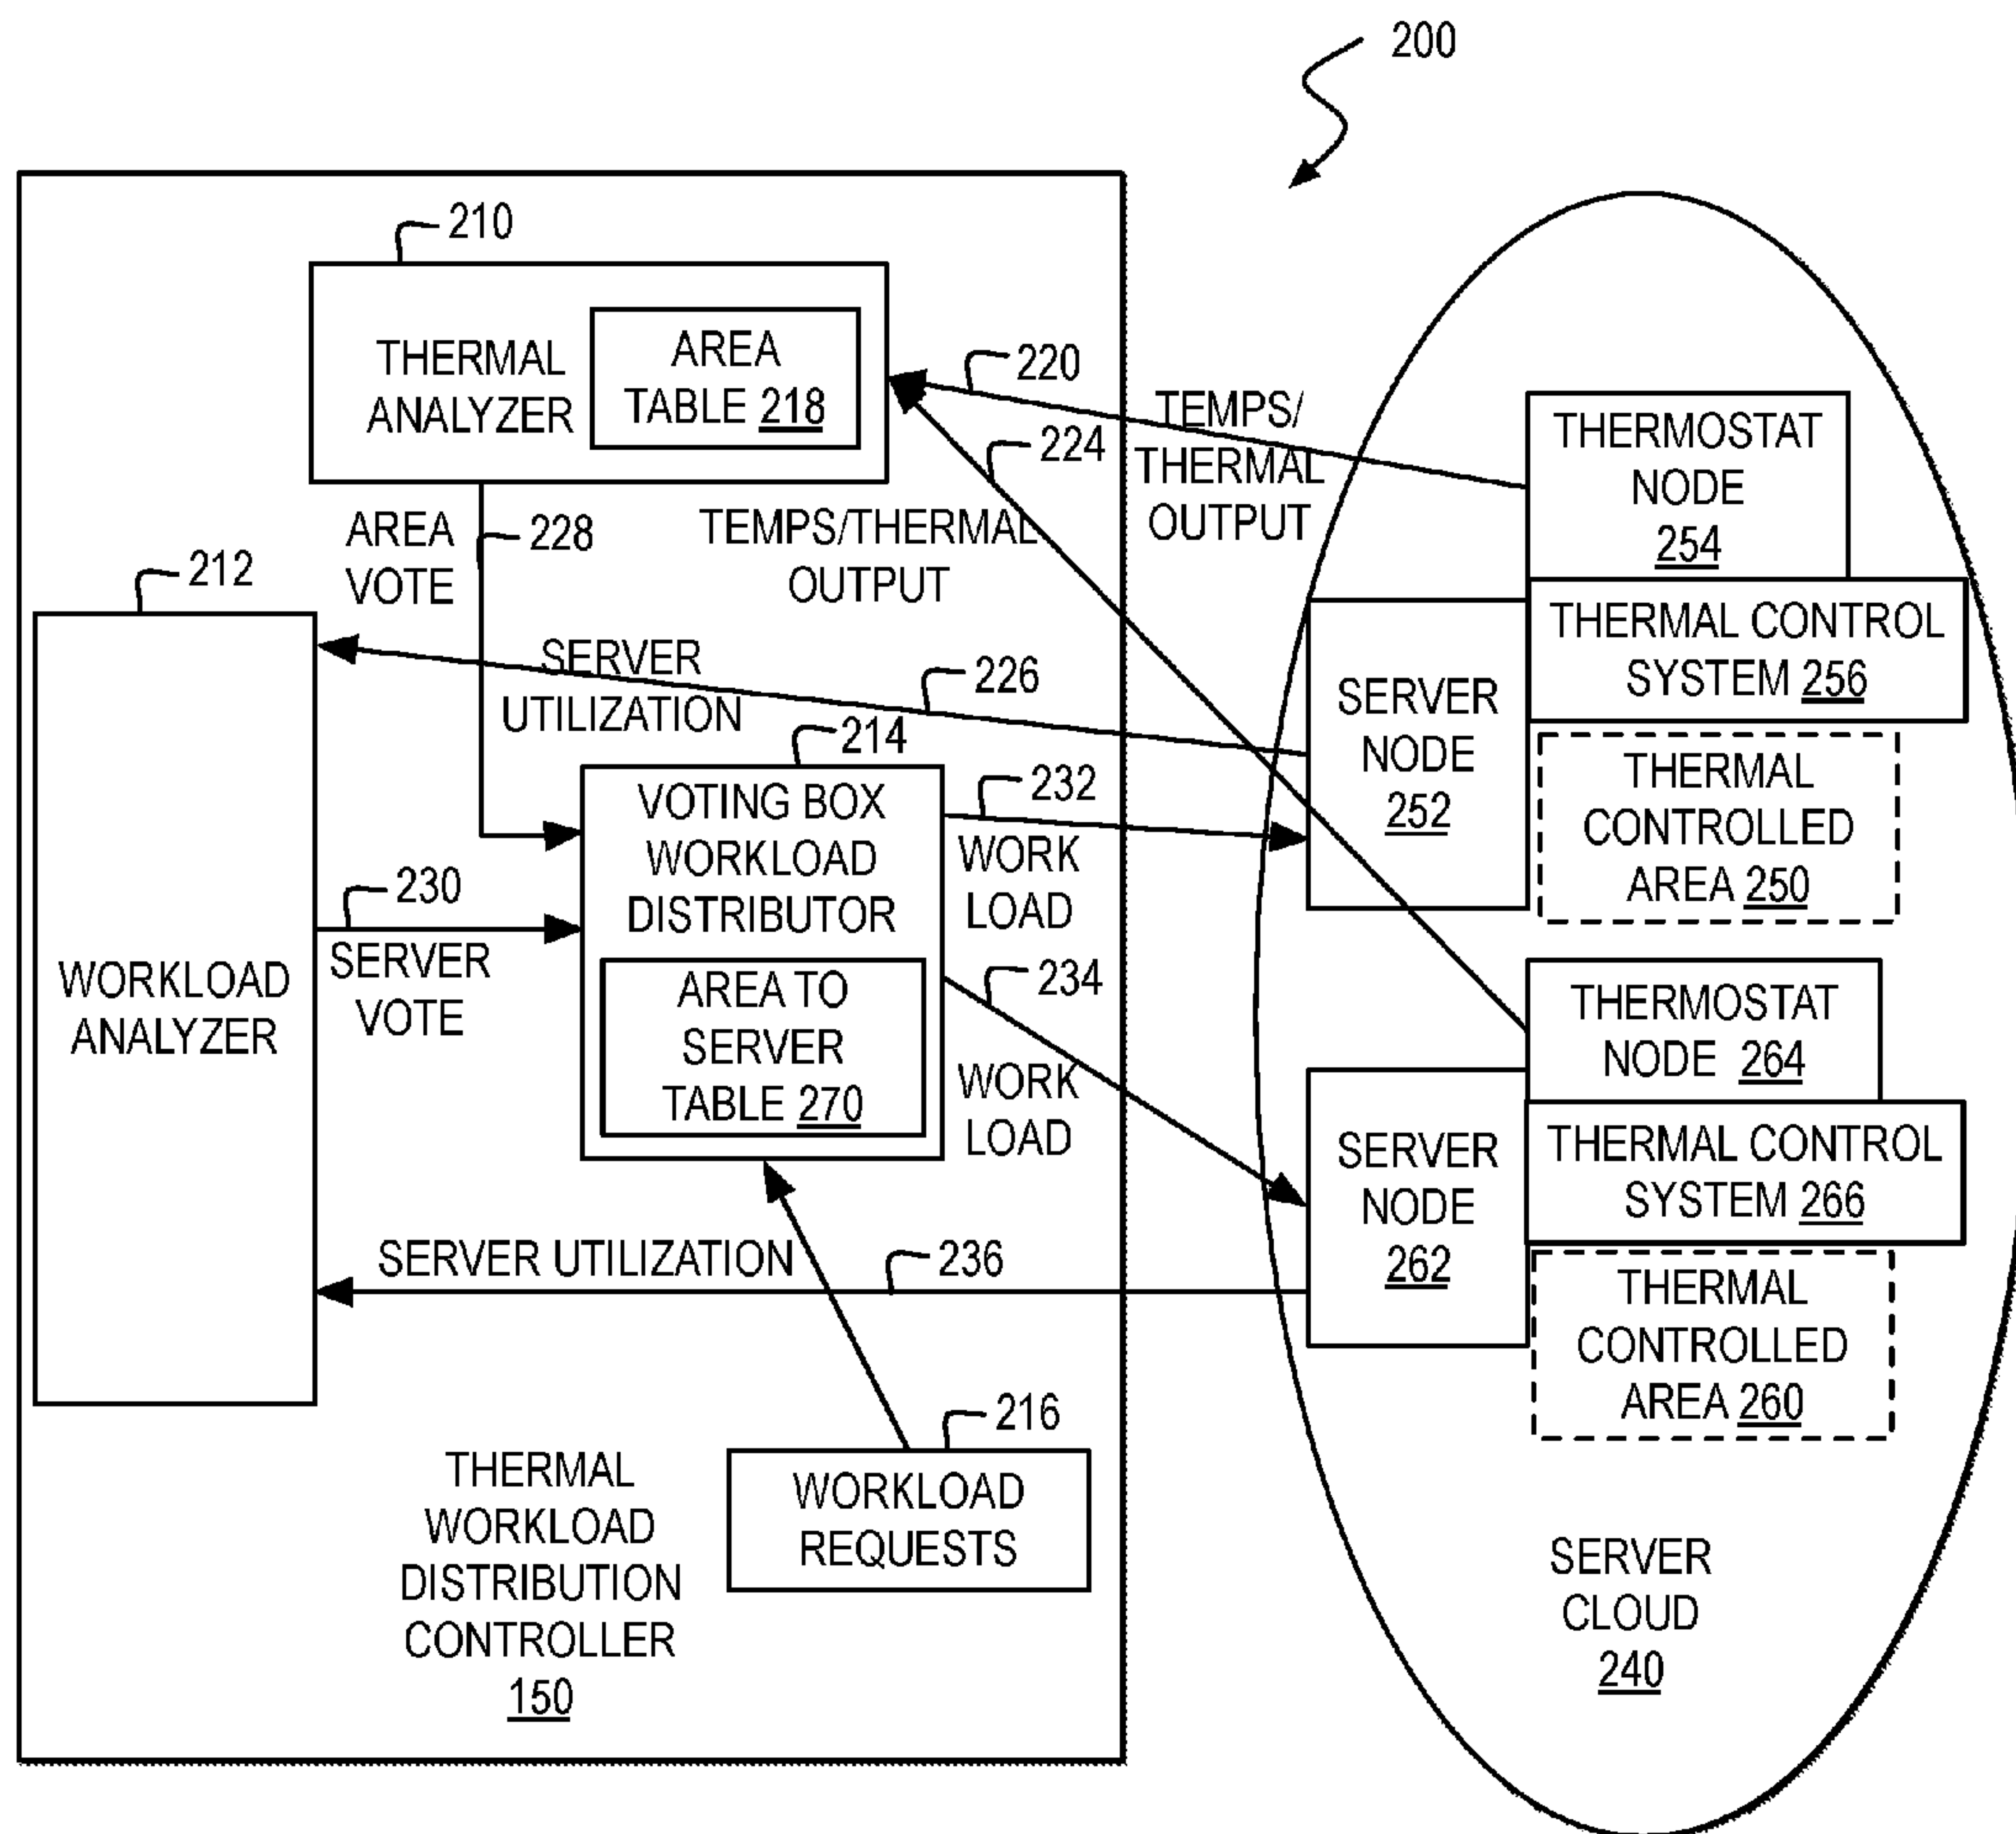 200
210
THERMAL
ANALYZER
AREA
TABLE 218
220
TEMPS/
THERMAL
OUTPUT
224
THERMOSTAT
NODE
254
AREA
VOTE
228
TEMPS/THERMAL
OUTPUT
212
THERMAL CONTROL
SYSTEM 256
SERVER
UTILIZATION
226
SERVER
NODE
252
THERMAL
CONTROLLED
AREA 250
214
VOTING BOX
WORKLOAD
DISTRIBUTOR
232
WORK
LOAD
230
SERVER
VOTE
WORKLOAD
ANALYZER
AREA TO
SERVER
TABLE 270
234
WORK
LOAD
THERMOSTAT
NODE 264
THERMAL CONTROL
SYSTEM 266
SERVER
NODE
262
SERVER UTILIZATION
236
THERMAL
CONTROLLED
AREA 260
216
WORKLOAD
REQUESTS
THERMAL
WORKLOAD
DISTRIBUTION
CONTROLLER
150
SERVER
CLOUD
240